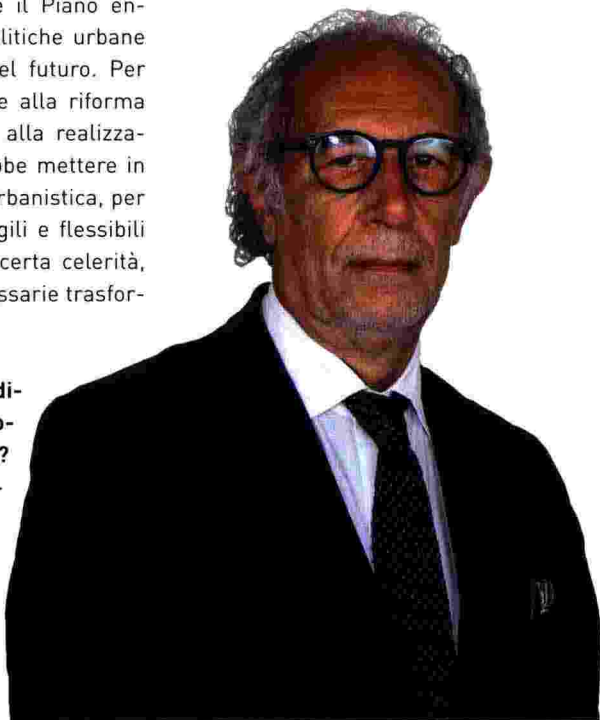 e il Piano en-
litiche urbane
el futuro. Per
e alla riforma
alla realizza-
be mettere in
rbanistica, per
gili e flessibili
certa celerità,
ssarie trasfor-
di-
o-
?
-